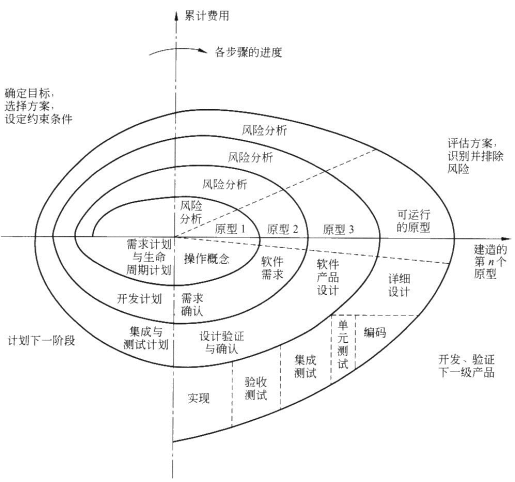 累计费用
各步骤的进度
确定目标，
选择方案，
设定约束条件
风险分析
评估方案，
识别并排除
风险
风险分析
风险分析
风险
分析
原型 1
原型 2
原型 3
可运行
的原型
建造的
第 n 个
原型
需求计划
与生命
周期计划
操作概念
软件
需求
软件
产品
设计
详细
设计
开发计划
需求
确认
集成与
测试计划
设计验证
与确认
单
元
测
试
编码
计划下一阶段
集成
测试
开发、验证
下一级产品
验收
测试
实现